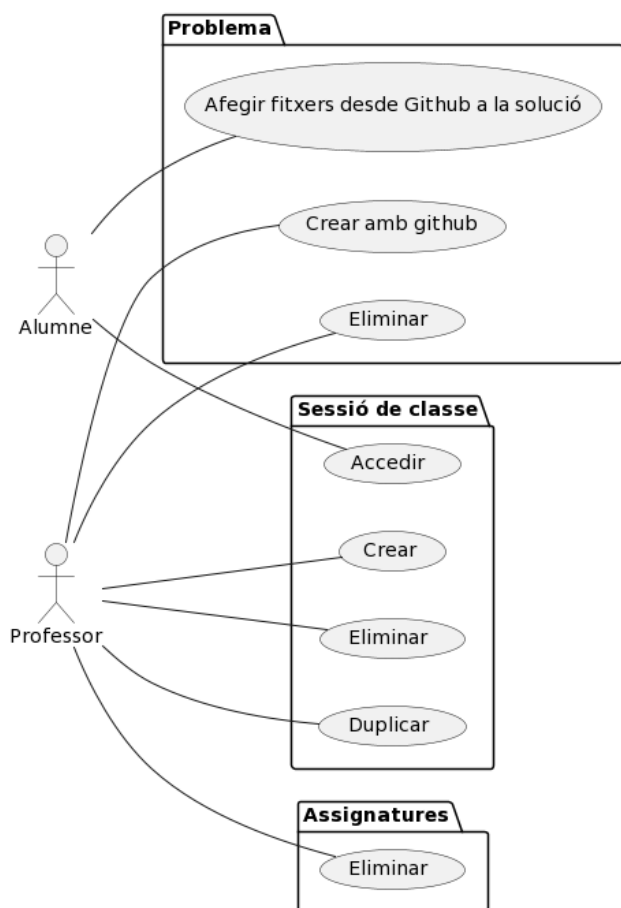 Problema
Afegir fitxers desde Github a la solució
Crear amb github
Eliminar
Alumne
Sessió de classe
Accedir
Crear
Eliminar
Duplicar
Professor
Assignatures
Eliminar